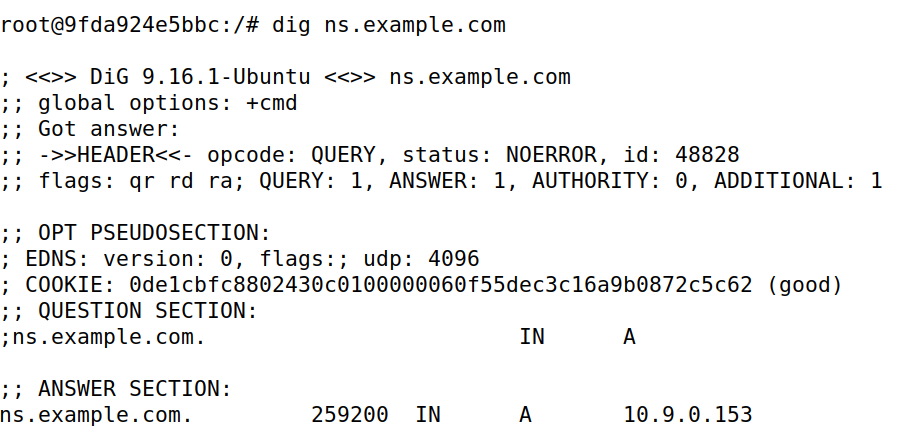 root@9fda924e5bbc:/# dig ns.example.com
; <<>> DiG 9.16.1-Ubuntu <<>> ns.example.com
;; global options: +cmd
;; Got answer:
;; ->>HEADER<<- opcode: QUERY, status: NOERROR, id: 48828
;; flags: qr rd ra; QUERY: 1, ANSWER: 1, AUTHORITY: 0, ADDITIONAL: 1
;; OPT PSEUDOSECTION:
; EDNS: version: 0, flags:; udp: 4096
; COOKIE: 0de1cbfc8802430c0100000060f55dec3c16a9b0872c5c62 (good)
;; QUESTION SECTION:
;ns.example.com. IN A
;; ANSWER SECTION:
ns.example.com. 259200 IN A 10.9.0.153